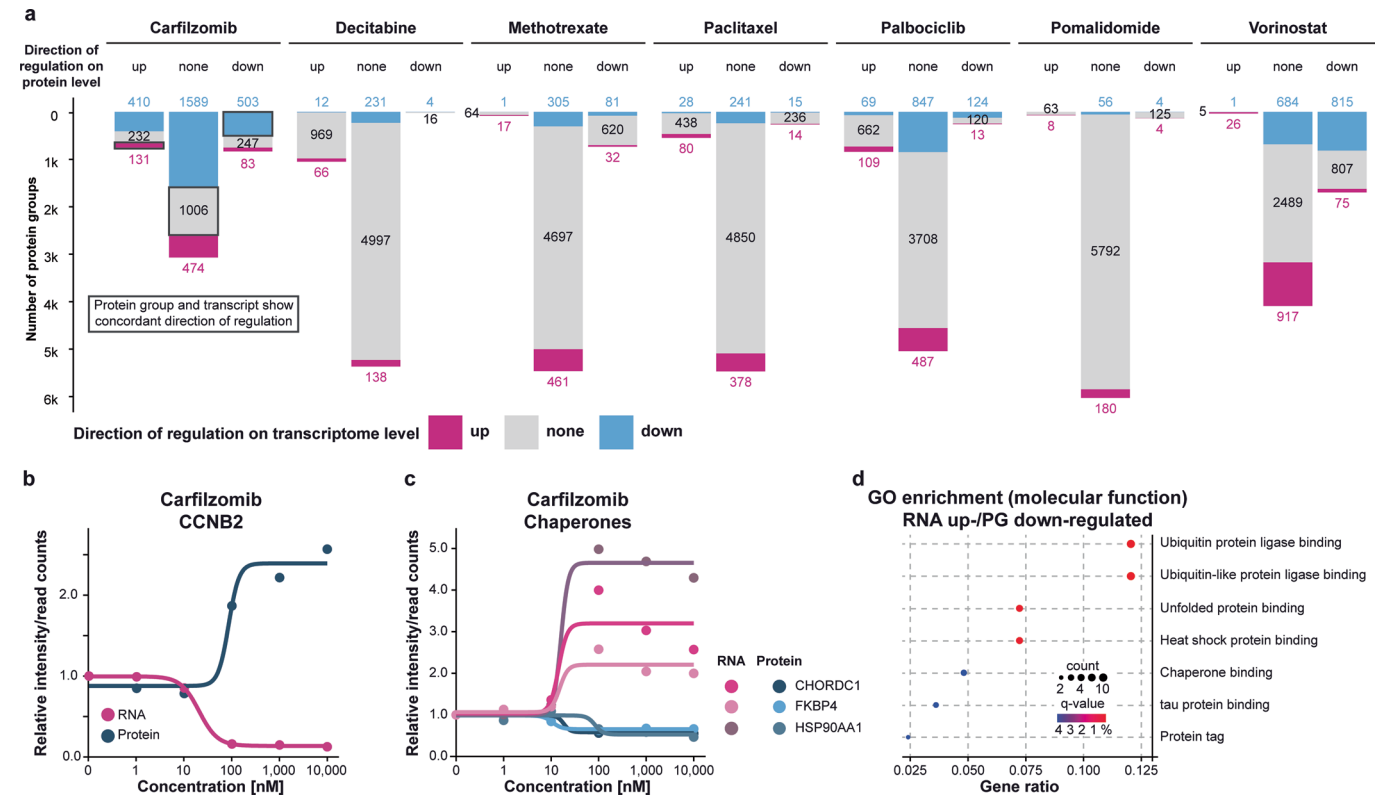 a
Carfilzomib Decitabine Methotrexate Paclitaxel Palbociclib Pomalidomide Vorinostat
Direction of
regulation on
protein level
up none down up none down up none down up none down up none down up none down up none down
410 1589 503 12 231 4 1 305 81 28 241 15 69 847 124 56 4 1 684 815
0 232 247 16 64 438 236 120 63 125 5
131 83 969 17 620 80 14 662 13 8 4 26
1k 66 32 109 807
2k 1006 2489 75
3k 4997 4697 4850 3708 5792
474 917
4k
5k 487
138 461 378
6k 180
Number of protein groups
Protein group and transcript show
concordant direction of regulation
Direction of regulation on transcriptome level up none down
b
Carfilzomib
CCNB2
Relative intensity/read counts
2.0
1.0
0.0
RNA
Protein
0 1 10 100 1,000 10,000
Concentration [nM]
c
Carfilzomib
Chaperones
Relative intensity/read counts
5.0
4.0
3.0
2.0
1.0
0.0
0 1 10 100 1,000 10,000
Concentration [nM]
RNA Protein
CHORDC1
FKBP4
HSP90AA1
d
GO enrichment (molecular function)
RNA up-/PG down-regulated
Ubiquitin protein ligase binding
Ubiquitin-like protein ligase binding
Unfolded protein binding
Heat shock protein binding
Chaperone binding
tau protein binding
Protein tag
count
2 4 10
q-value
4 3 2 1 %
0.025 0.050 0.075 0.100 0.125
Gene ratio